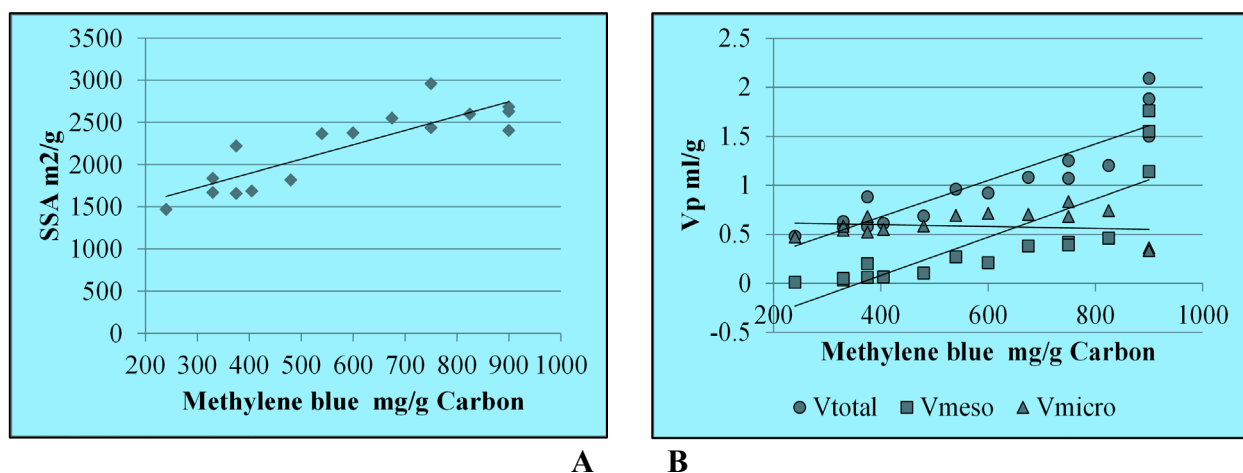 3500
3000
2500
2000
1500
1000
500
0
SSA m2/g
200 300 400 500 600 700 800 900 1000
Methylene blue mg/g Carbon
2.5
2
1.5
1
0.5
0
-0.5
Vp ml/g
200 400 600 800 1000
Methylene blue mg/g Carbon
Vtotal Vmeso Vmicro
A B